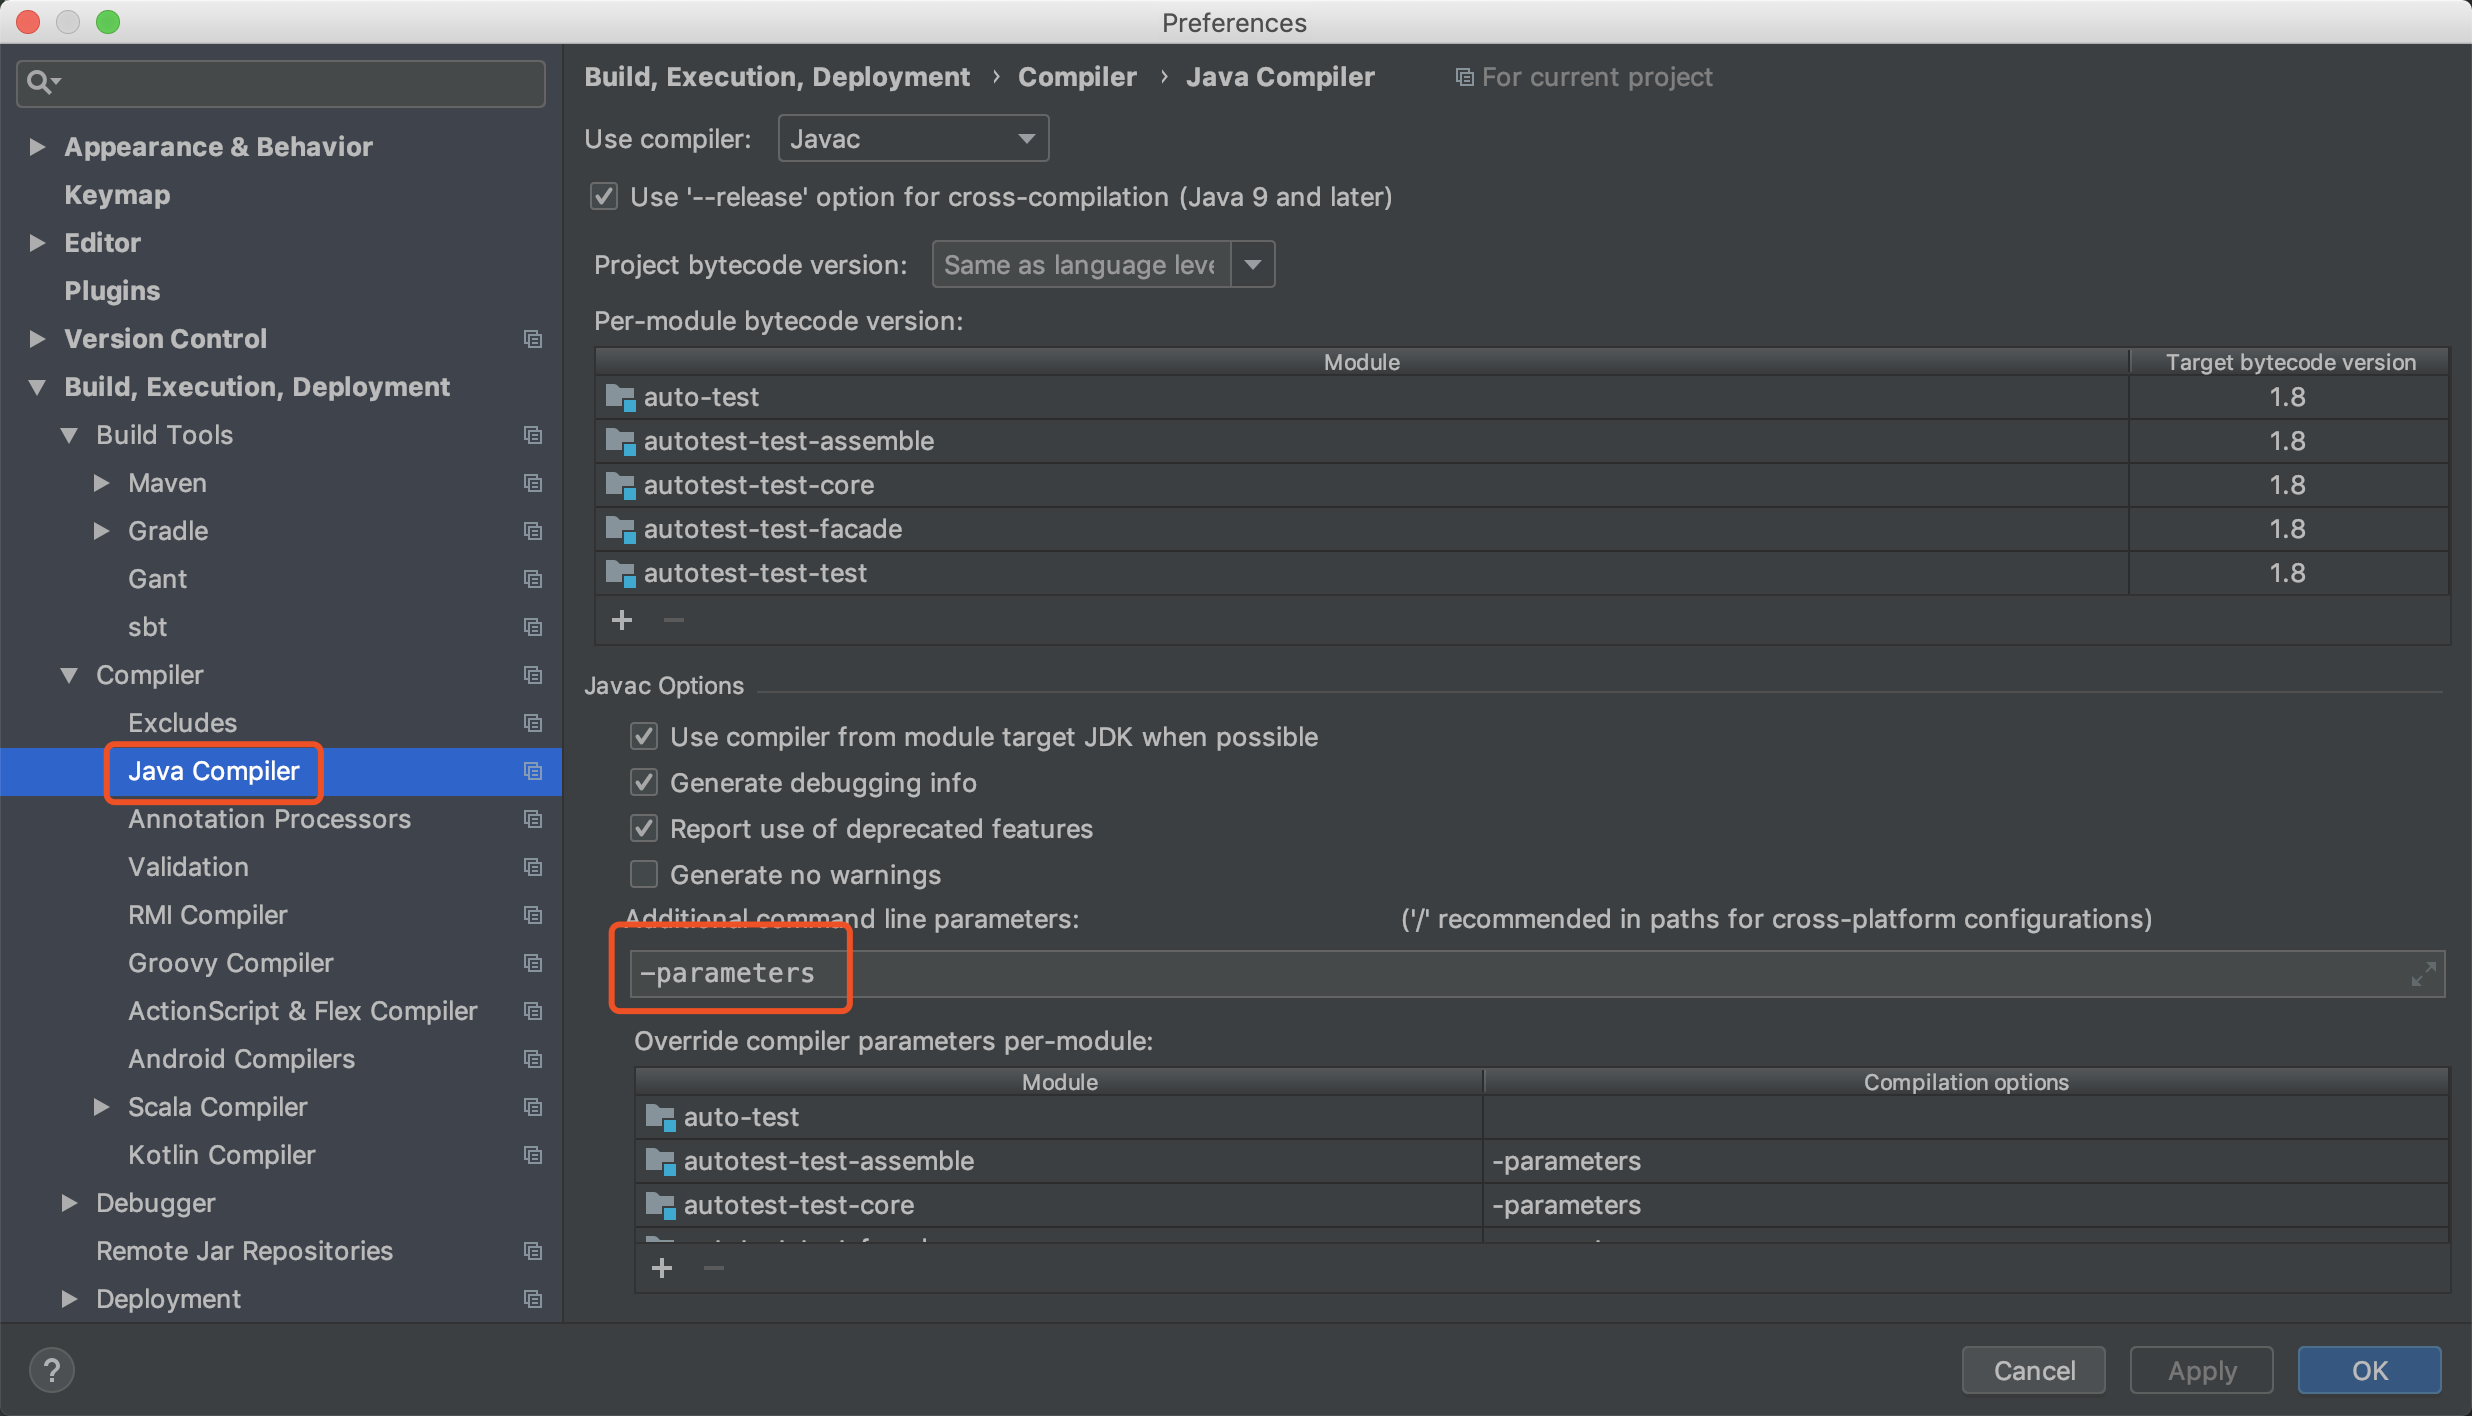 Preferences
Build, Execution, Deployment › Compiler › Java Compiler For current project
Appearance & Behavior
Keymap
Editor
Plugins
Version Control
Build, Execution, Deployment
Build Tools
Maven
Gradle
Gant
sbt
Compiler
Excludes
Java Compiler
Annotation Processors
Validation
RMI Compiler
Groovy Compiler
ActionScript & Flex Compiler
Android Compilers
Scala Compiler
Kotlin Compiler
Debugger
Remote Jar Repositories
Deployment
?
Use compiler: Javac
Use '--release' option for cross-compilation (Java 9 and later)
Project bytecode version: Same as language leve
Per-module bytecode version:
Module Target bytecode version
auto-test 1.8
autotest-test-assemble 1.8
autotest-test-core 1.8
autotest-test-facade 1.8
autotest-test-test 1.8
Javac Options
Use compiler from module target JDK when possible
Generate debugging info
Report use of deprecated features
Generate no warnings
Additional command line parameters: ('/' recommended in paths for cross-platform configurations)
-parameters
Override compiler parameters per-module:
Module Compilation options
auto-test
autotest-test-assemble -parameters
autotest-test-core -parameters
Cancel Apply OK